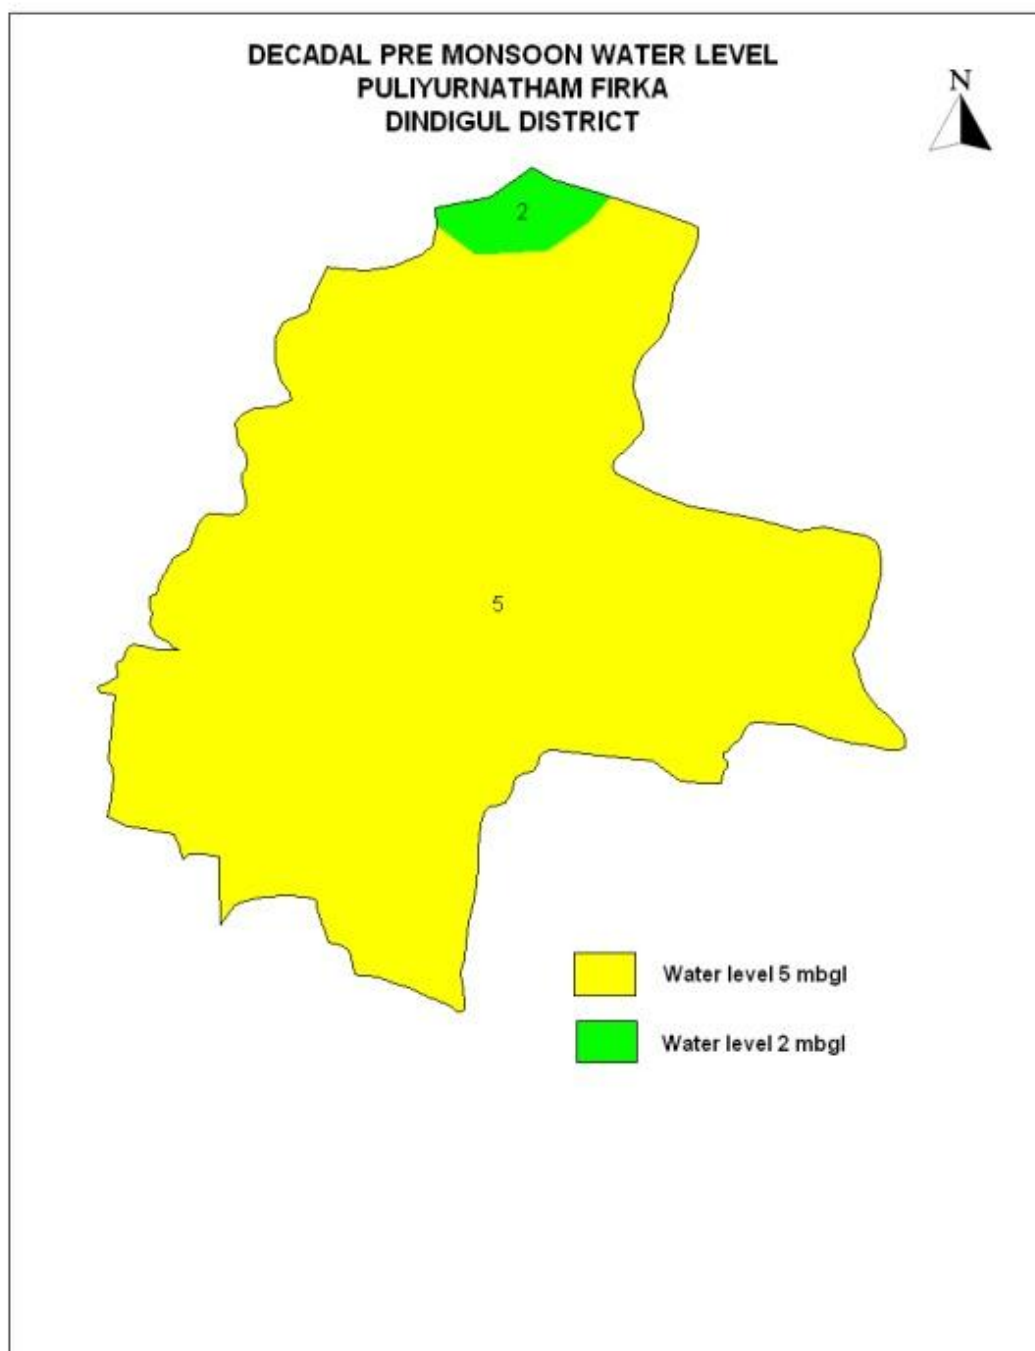 DECADAL PRE MONSOON WATER LEVEL
PULIYURNATHAM FIRKA
DINDIGUL DISTRICT
N
2
5
Water level 5 mbgl
Water level 2 mbgl